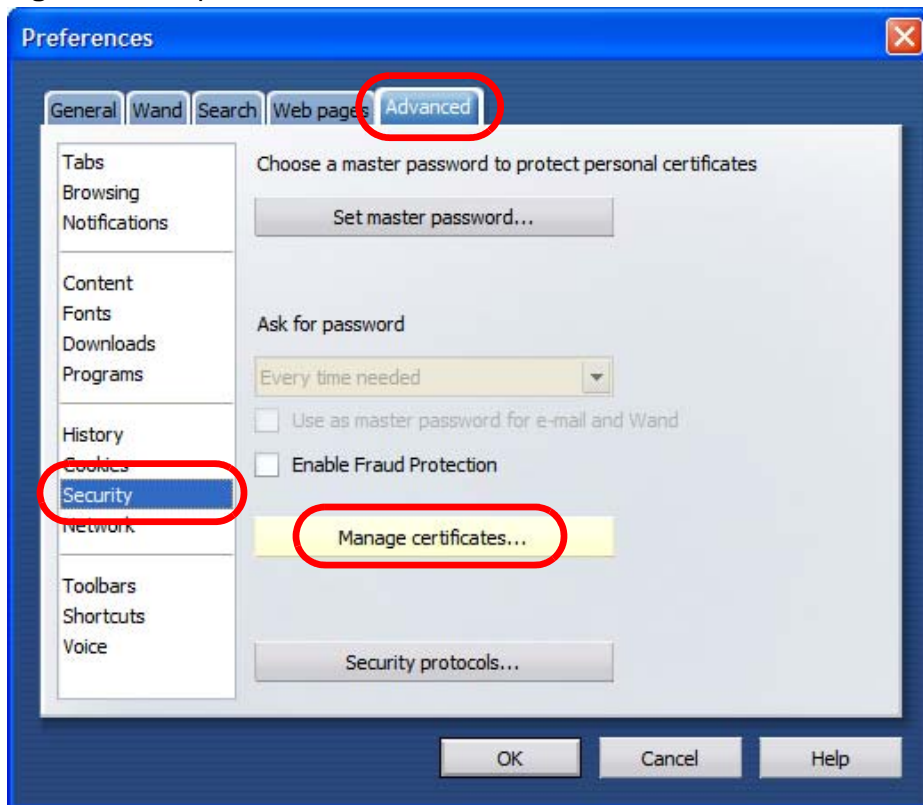 Preferences
General Wand Search Web pages Advanced
Tabs
Browsing
Notifications
Content
Fonts
Downloads
Programs
History
Cookies
Security
Network
Toolbars
Shortcuts
Voice
Choose a master password to protect personal certificates
Set master password...
Ask for password
Every time needed
Use as master password for e-mail and Wand
Enable Fraud Protection
Manage certificates...
Security protocols...
OK Cancel Help